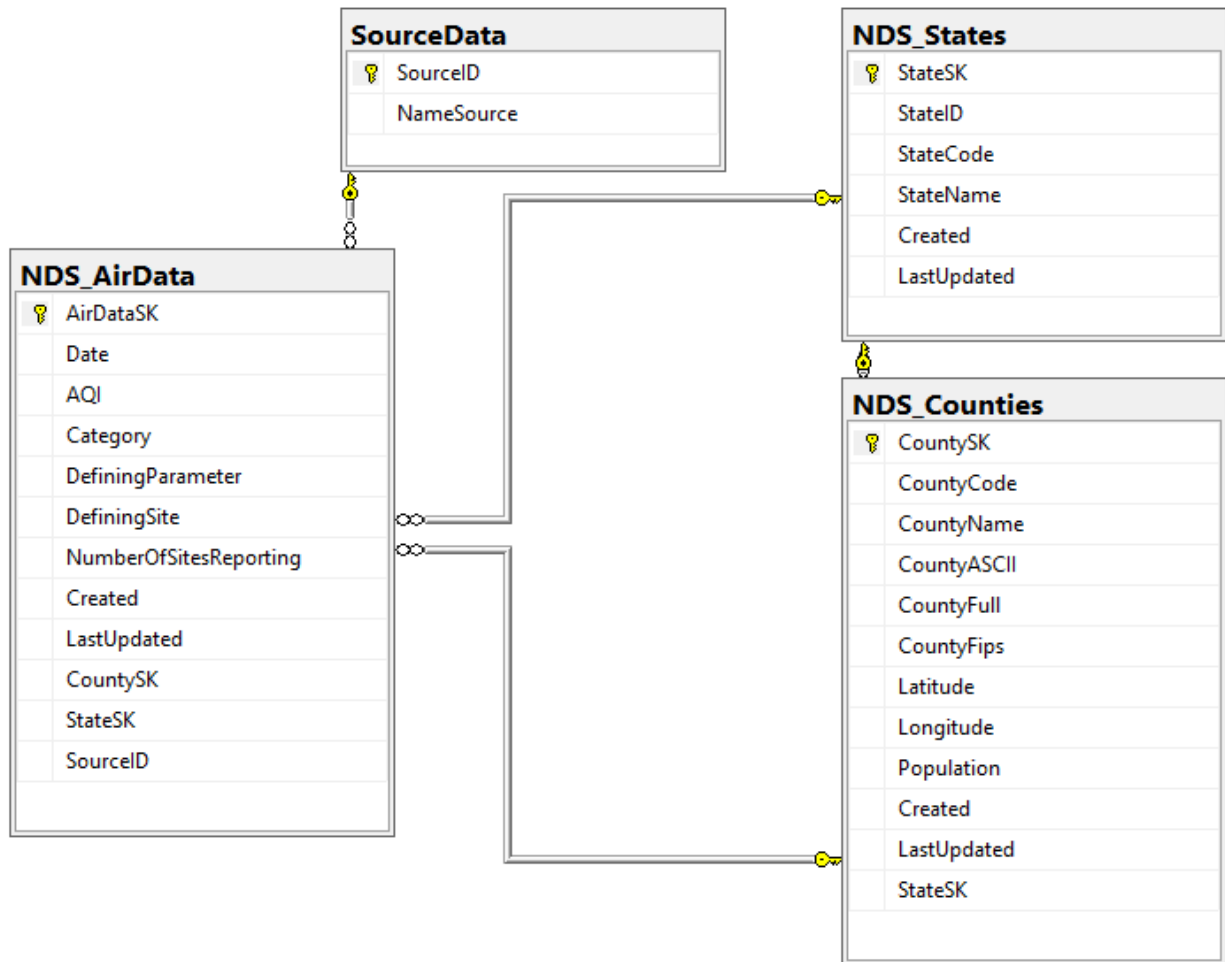 SourceData
SourceID
NameSource
NDS_States
StateSK
StateID
StateCode
StateName
Created
LastUpdated
NDS_AirData
AirDataSK
Date
AQI
Category
DefiningParameter
DefiningSite
NumberOfSitesReporting
Created
LastUpdated
CountySK
StateSK
SourceID
NDS_Counties
CountySK
CountyCode
CountyName
CountyASCII
CountyFull
CountyFips
Latitude
Longitude
Population
Created
LastUpdated
StateSK